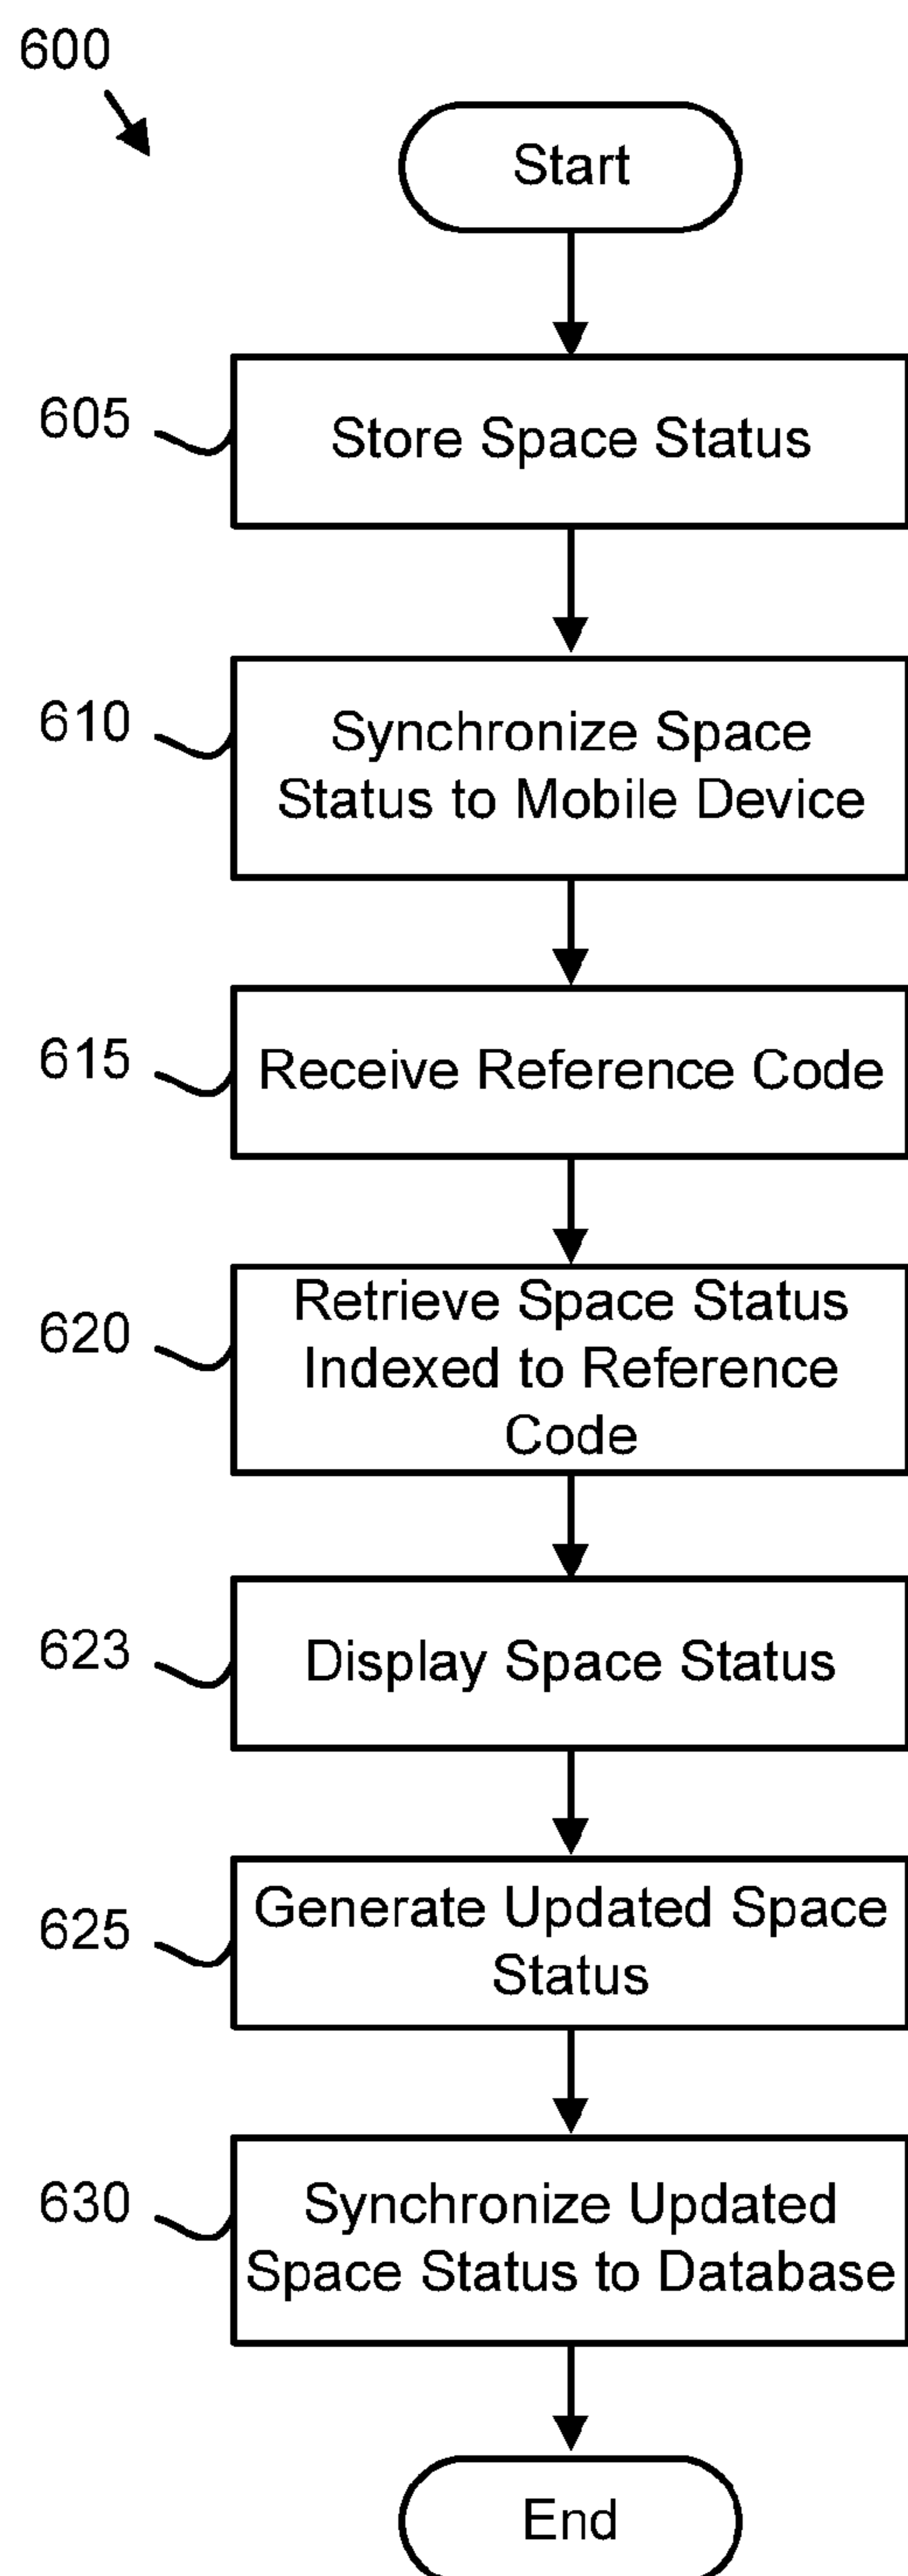 600
Start
605
Store Space Status
610
Synchronize Space
Status to Mobile Device
615
Receive Reference Code
620
Retrieve Space Status
Indexed to Reference
Code
623
Display Space Status
625
Generate Updated Space
Status
630
Synchronize Updated
Space Status to Database
End